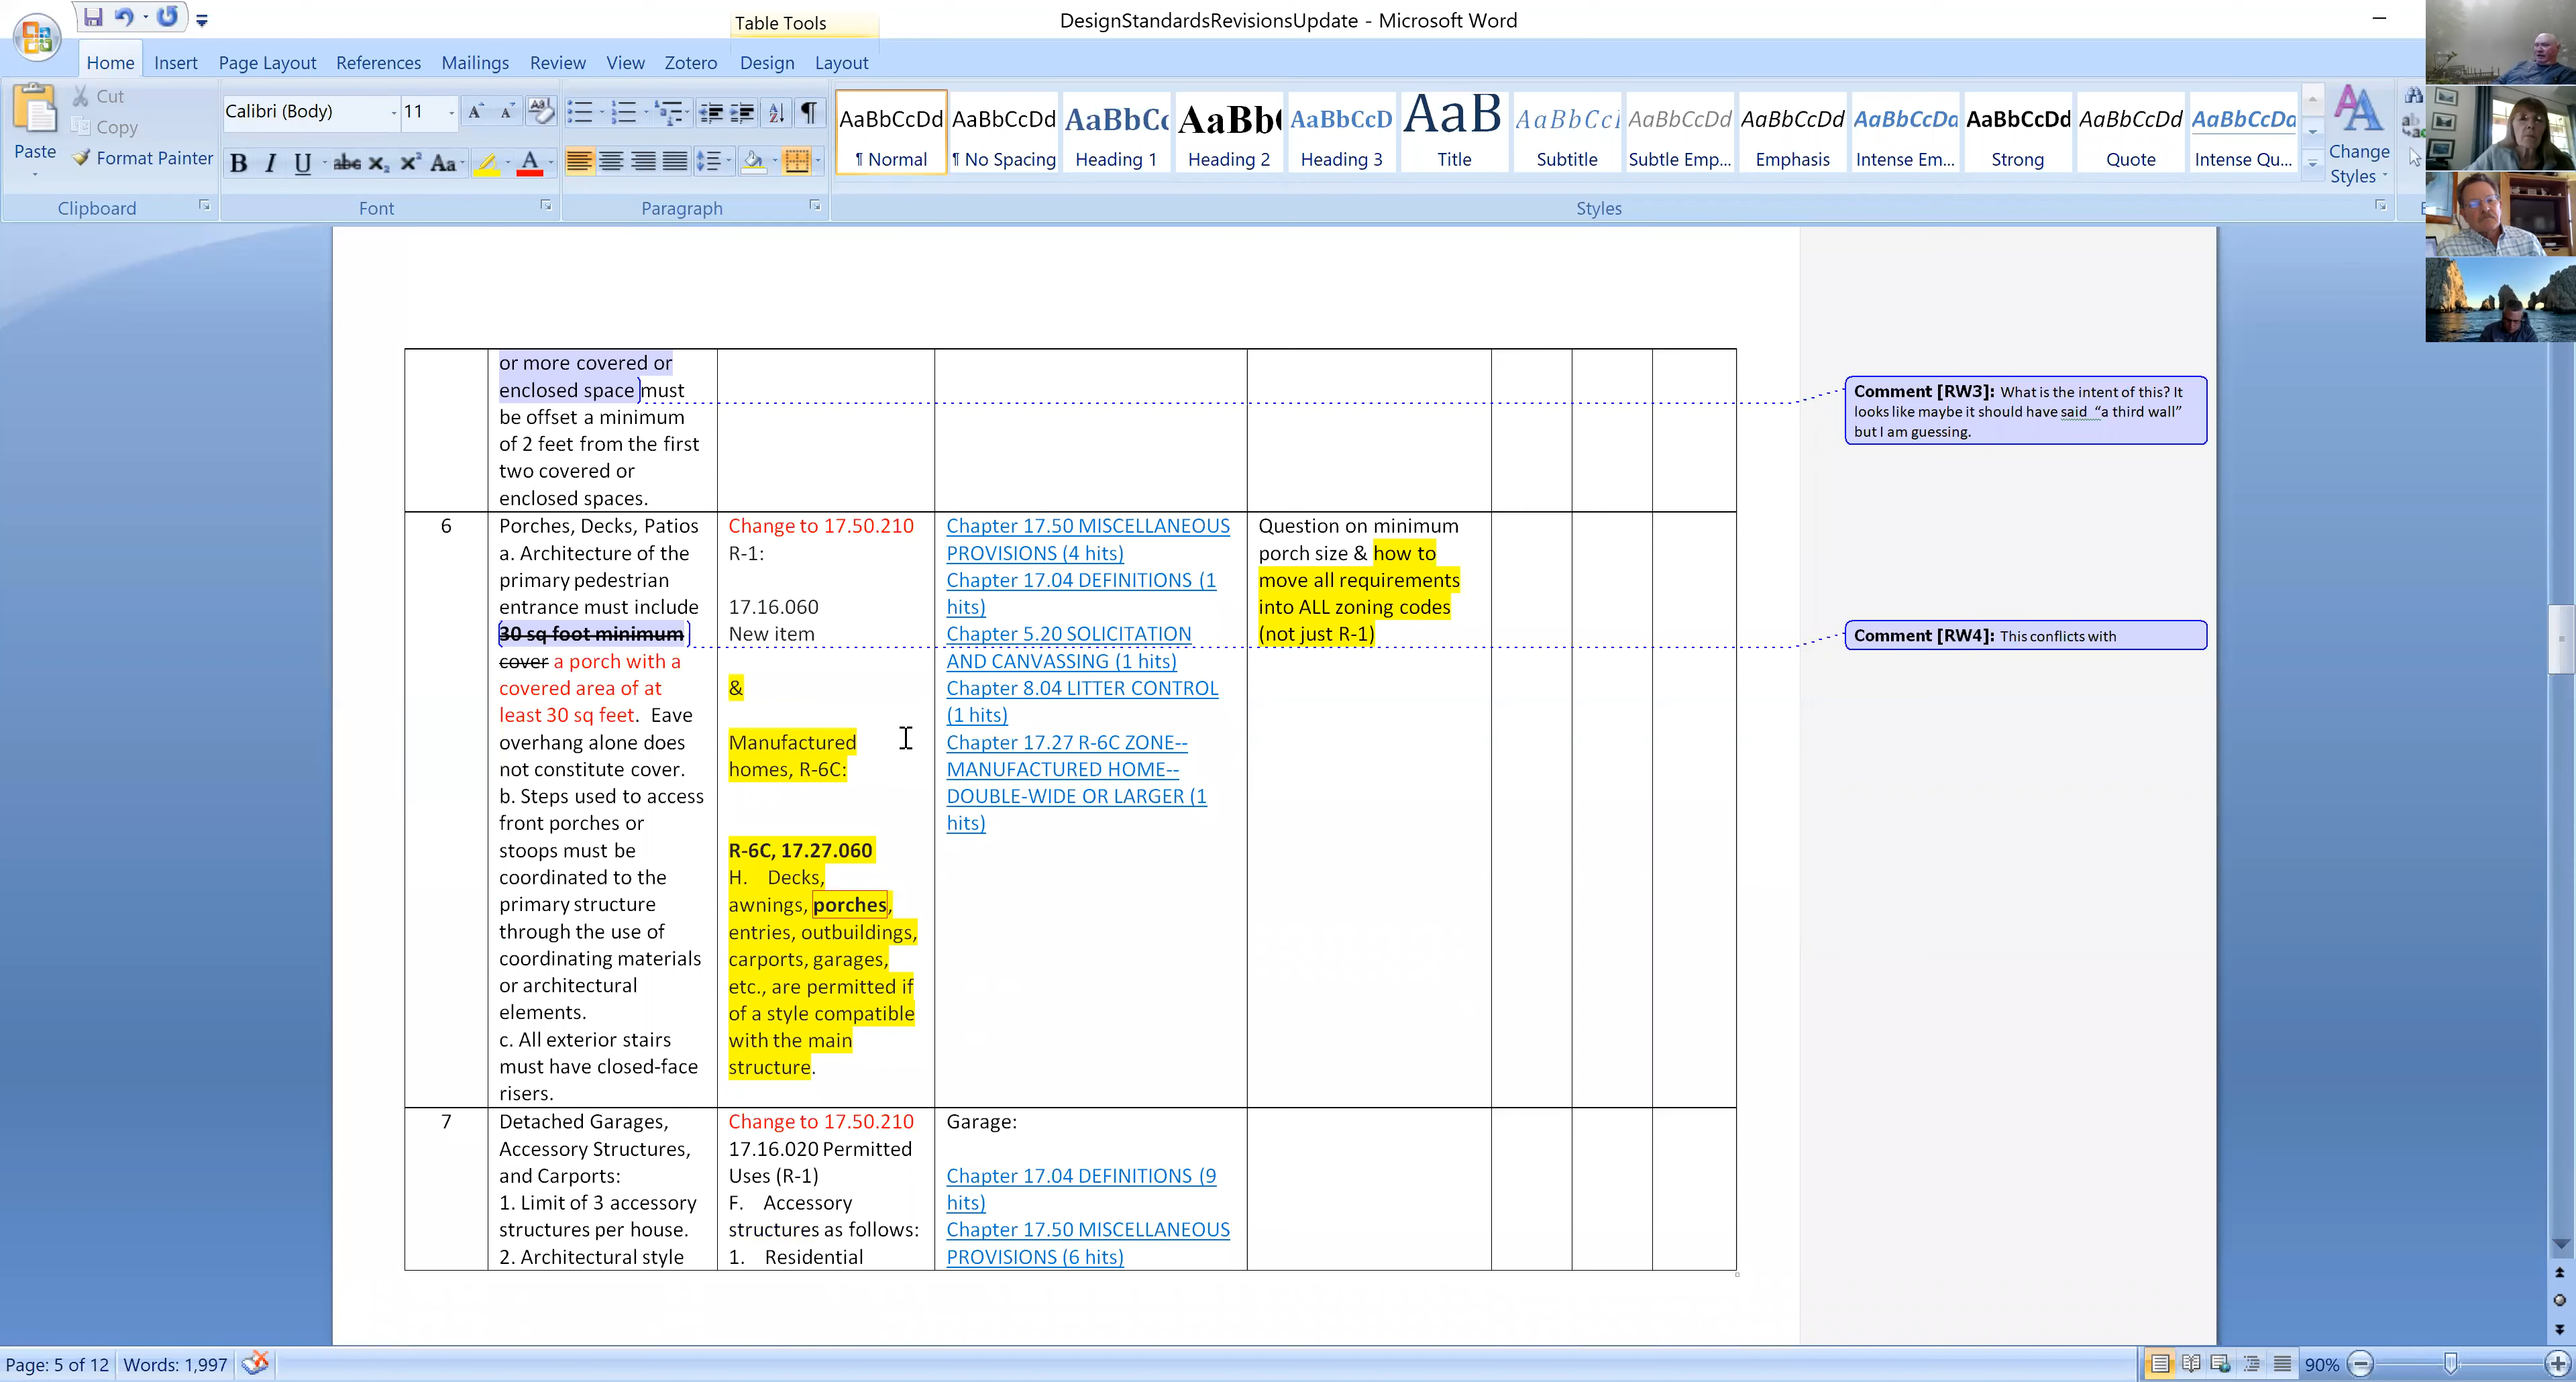 Table Tools
DesignStandardsRevisionsUpdate - Microsoft Word
Home Insert Page Layout References Mailings Review View Zotero Design Layout
Paste
Cut
Copy
Format Painter
Clipboard
Calibri (Body) 11
B I U abc X₂ X² Aa A
Font
Paragraph
AaBbCcDd AaBbCcDd AaBbCc AaBb( AaBbCcD AaB AaBbCcI AaBbCcDd AaBbCcDd AaBbCcDd AaBbCcDd AaBbCcDd AaBbCcDd
¶ Normal ¶ No Spacing Heading 1 Heading 2 Heading 3 Title Subtitle Subtle Emp... Emphasis Intense Em... Strong Quote Intense Qu...
Change
Styles
Styles
or more covered or
enclosed space must
be offset a minimum
of 2 feet from the first
two covered or
enclosed spaces.
6
Porches, Decks, Patios
a. Architecture of the
primary pedestrian
entrance must include
30 sq foot minimum
cover a porch with a
covered area of at
least 30 sq feet.  Eave
overhang alone does
not constitute cover.
b. Steps used to access
front porches or
stoops must be
coordinated to the
primary structure
through the use of
coordinating materials
or architectural
elements.
c. All exterior stairs
must have closed-face
risers.
Change to 17.50.210
R-1:
17.16.060
New item
&
Manufactured
homes, R-6C:
R-6C, 17.27.060
H. Decks,
awnings, porches,
entries, outbuildings,
carports, garages,
etc., are permitted if
of a style compatible
with the main
structure.
Chapter 17.50 MISCELLANEOUS
PROVISIONS (4 hits)
Chapter 17.04 DEFINITIONS (1
hits)
Chapter 5.20 SOLICITATION
AND CANVASSING (1 hits)
Chapter 8.04 LITTER CONTROL
(1 hits)
Chapter 17.27 R-6C ZONE--
MANUFACTURED HOME--
DOUBLE-WIDE OR LARGER (1
hits)
Question on minimum
porch size & how to
move all requirements
into ALL zoning codes
(not just R-1)
7
Detached Garages,
Accessory Structures,
and Carports:
1. Limit of 3 accessory
structures per house.
2. Architectural style
Change to 17.50.210
17.16.020 Permitted
Uses (R-1)
F. Accessory
structures as follows:
1. Residential
Garage:
Chapter 17.04 DEFINITIONS (9
hits)
Chapter 17.50 MISCELLANEOUS
PROVISIONS (6 hits)
Comment [RW3]: What is the intent of this? It
looks like maybe it should have said “a third wall”
but I am guessing.
Comment [RW4]: This conflicts with
Page: 5 of 12 Words: 1,997
90%